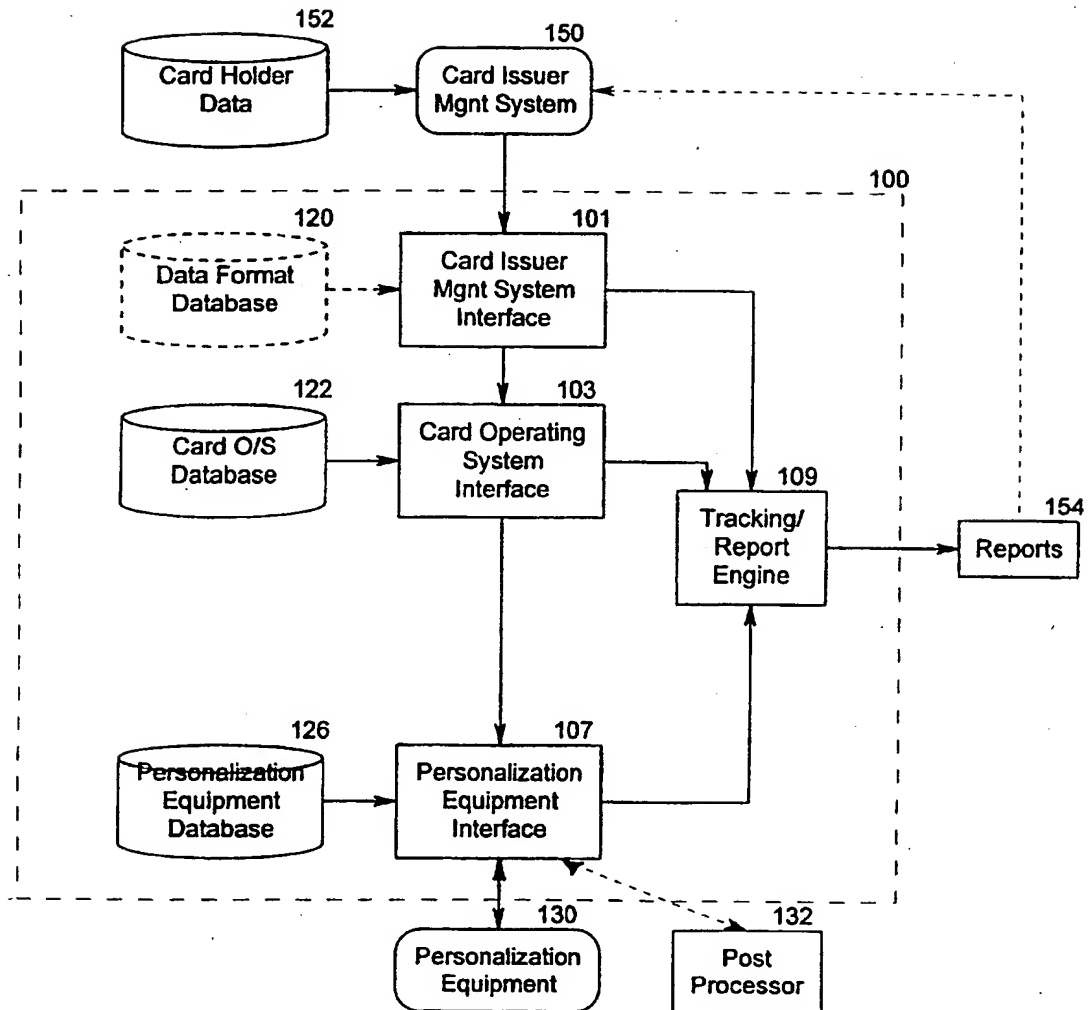 152
Card Holder
Data
150
Card Issuer
Mgnt System
100
120
Data Format
Database
101
Card Issuer
Mgnt System
Interface
122
Card O/S
Database
103
Card Operating
System
Interface
109
Tracking/
Report
Engine
154
Reports
126
Personalization
Equipment
Database
107
Personalization
Equipment
Interface
130
Personalization
Equipment
132
Post
Processor